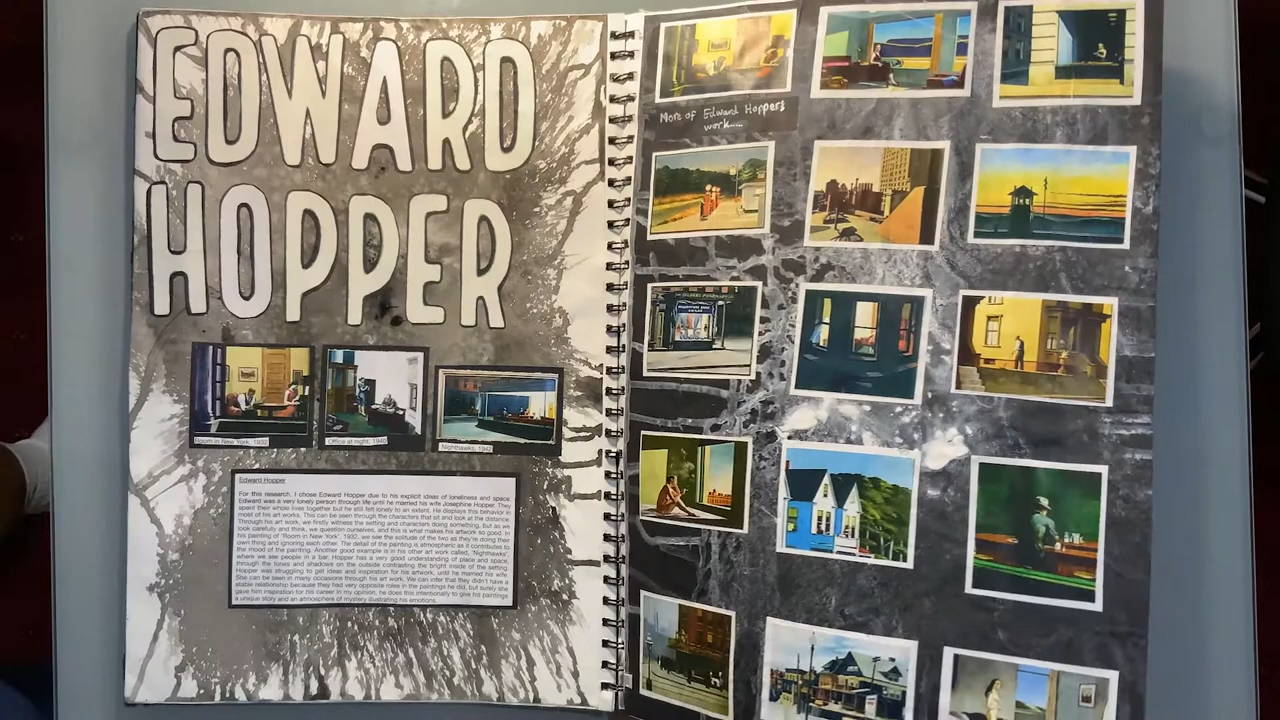 EDWARD
HOPPER
Room in New York, 1932
Office at night, 1940
Nighthawks, 1942
Edward Hopper
For this research, I chose Edward Hopper due to his explicit ideas of loneliness and space.
Edward was a very lonely person through life until he married his wife Josephine Hopper. They
spent their whole lives together but he still felt lonely to an extent. He displays this behavior in
most of his art works. This can be seen through the characters that sit and look at the distance.
Through his art work, we firstly witness the setting and characters doing something, but as we
look carefully and think, we question ourselves, and this is what makes his artwork so good. In
his painting of 'Room in New York', 1932, we see the solitude of the two as they're doing their
own thing and ignoring each other. The detail of the painting is atmospheric as it contributes to
the mood of the painting. Another good example is in his other art work called, 'Nighthawks',
where we see people in a bar. Hopper has a very good understanding of place and space,
through the tones and shadows on the outside contrasting the bright inside of the setting.
Hopper was struggling to get ideas and inspiration for his artwork, until he married his wife.
She can be seen in many occasions through his art work. We can infer that they didn't have a
stable relationship because they had very opposite roles in the paintings he did, but surely she
gave him inspiration for his career. In my opinion, he does this intentionally to give his paintings
a unique story and an atmosphere of mystery illustrating his emotions.
More of Edward Hoppers
work.....